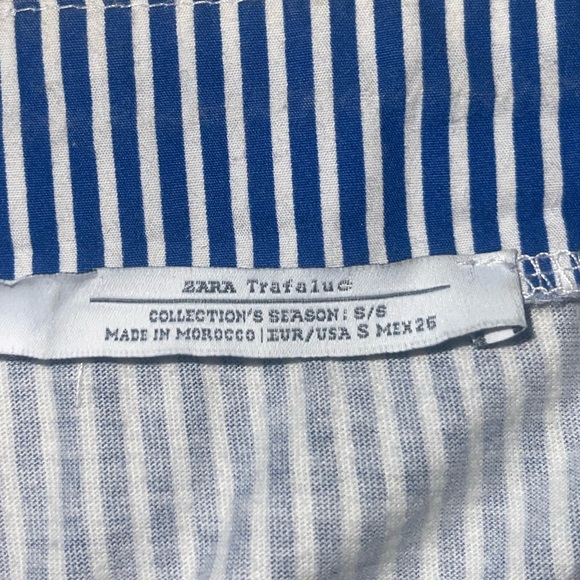 ZARA Trafaluc
COLLECTION'S SEASON: S/S
MADE IN MOROCCO | EUR/USA S MEX 26